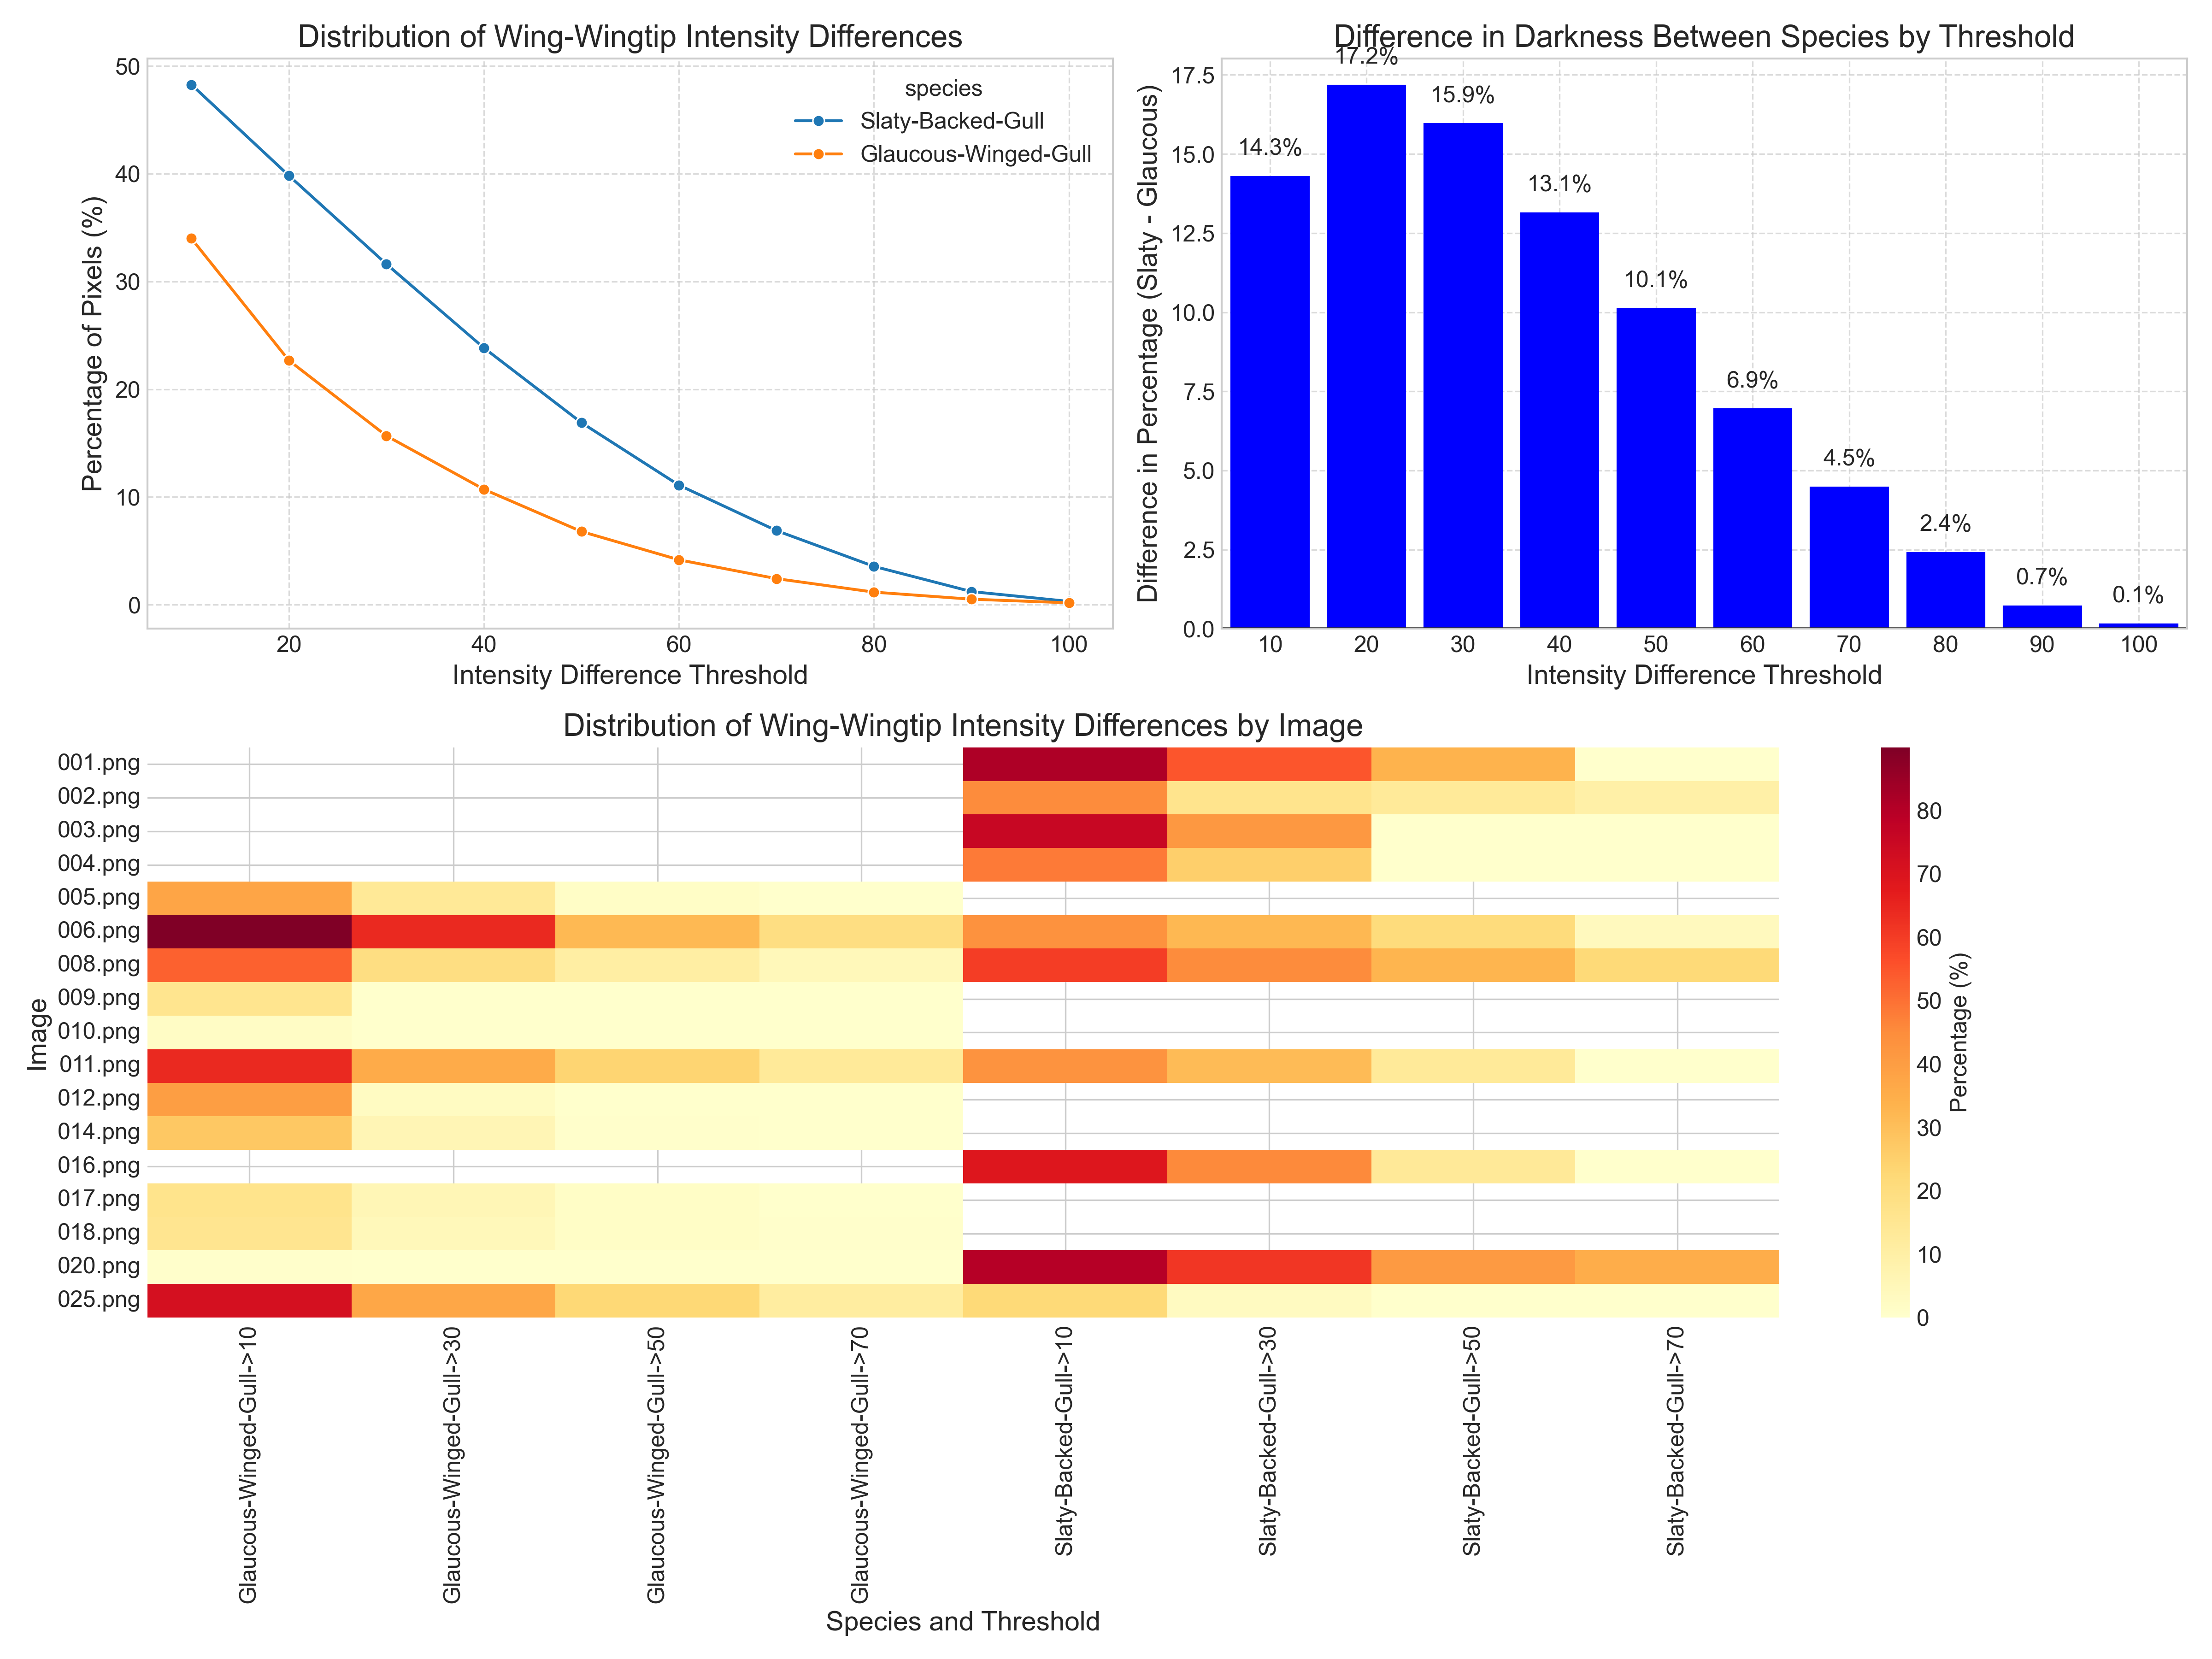 Distribution of Wing-Wingtip Intensity Differences
Percentage of Pixels (%)
50
40
30
20
10
0
species
Slaty-Backed-Gull
Glaucous-Winged-Gull
20
40
60
80
100
Intensity Difference Threshold
Difference in Darkness Between Species by Threshold
Difference in Percentage (Slaty - Glaucous)
17.5
15.0
12.5
10.0
7.5
5.0
2.5
0.0
14.3%
17.2%
15.9%
13.1%
10.1%
6.9%
4.5%
2.4%
0.7%
0.1%
10
20
30
40
50
60
70
80
90
100
Intensity Difference Threshold
Distribution of Wing-Wingtip Intensity Differences by Image
Image
001.png
002.png
003.png
004.png
005.png
006.png
008.png
009.png
010.png
011.png
012.png
014.png
016.png
017.png
018.png
020.png
025.png
Glaucous-Winged-Gull->10
Glaucous-Winged-Gull->30
Glaucous-Winged-Gull->50
Glaucous-Winged-Gull->70
Slaty-Backed-Gull->10
Slaty-Backed-Gull->30
Slaty-Backed-Gull->50
Slaty-Backed-Gull->70
Species and Threshold
80
70
60
50
40
30
20
10
0
Percentage (%)